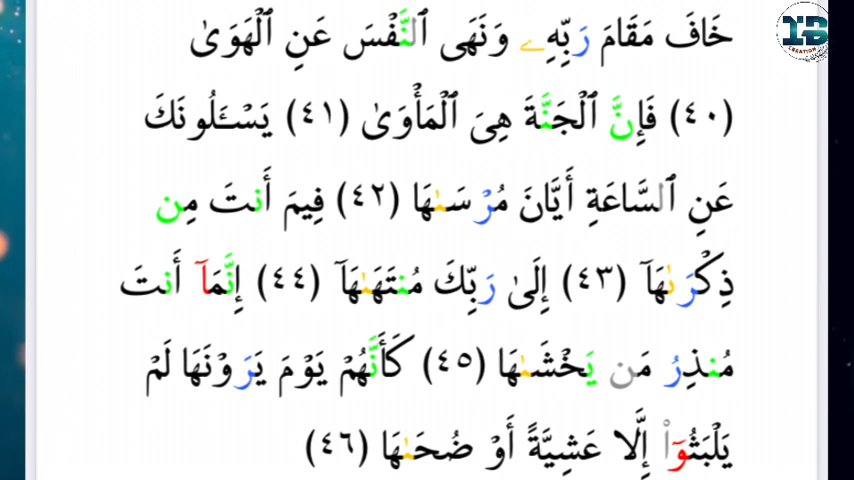 خَافَ مَقَامَ رَبِّهِۦ وَنَهَى ٱلنَّفْسَ عَنِ ٱلْهَوَىٰ
﴿٤٠﴾ فَإِنَّ ٱلْجَنَّةَ هِىَ ٱلْمَأْوَىٰ ﴿٤١﴾ يَسْـَٔلُونَكَ
عَنِ ٱلسَّاعَةِ أَيَّانَ مُرْسَىٰهَا ﴿٤٢﴾ فِيمَ أَنتَ مِن
ذِكْرَىٰهَآ ﴿٤٣﴾ إِلَىٰ رَبِّكَ مُنتَهَىٰهَآ ﴿٤٤﴾ إِنَّمَآ أَنتَ
مُنذِرُ مَن يَخْشَىٰهَا ﴿٤٥﴾ كَأَنَّهُمْ يَوْمَ يَرَوْنَهَا لَمْ
يَلْبَثُوٓا۟ إِلَّا عَشِيَّةً أَوْ ضُحَىٰهَا ﴿٤٦﴾
CREATION